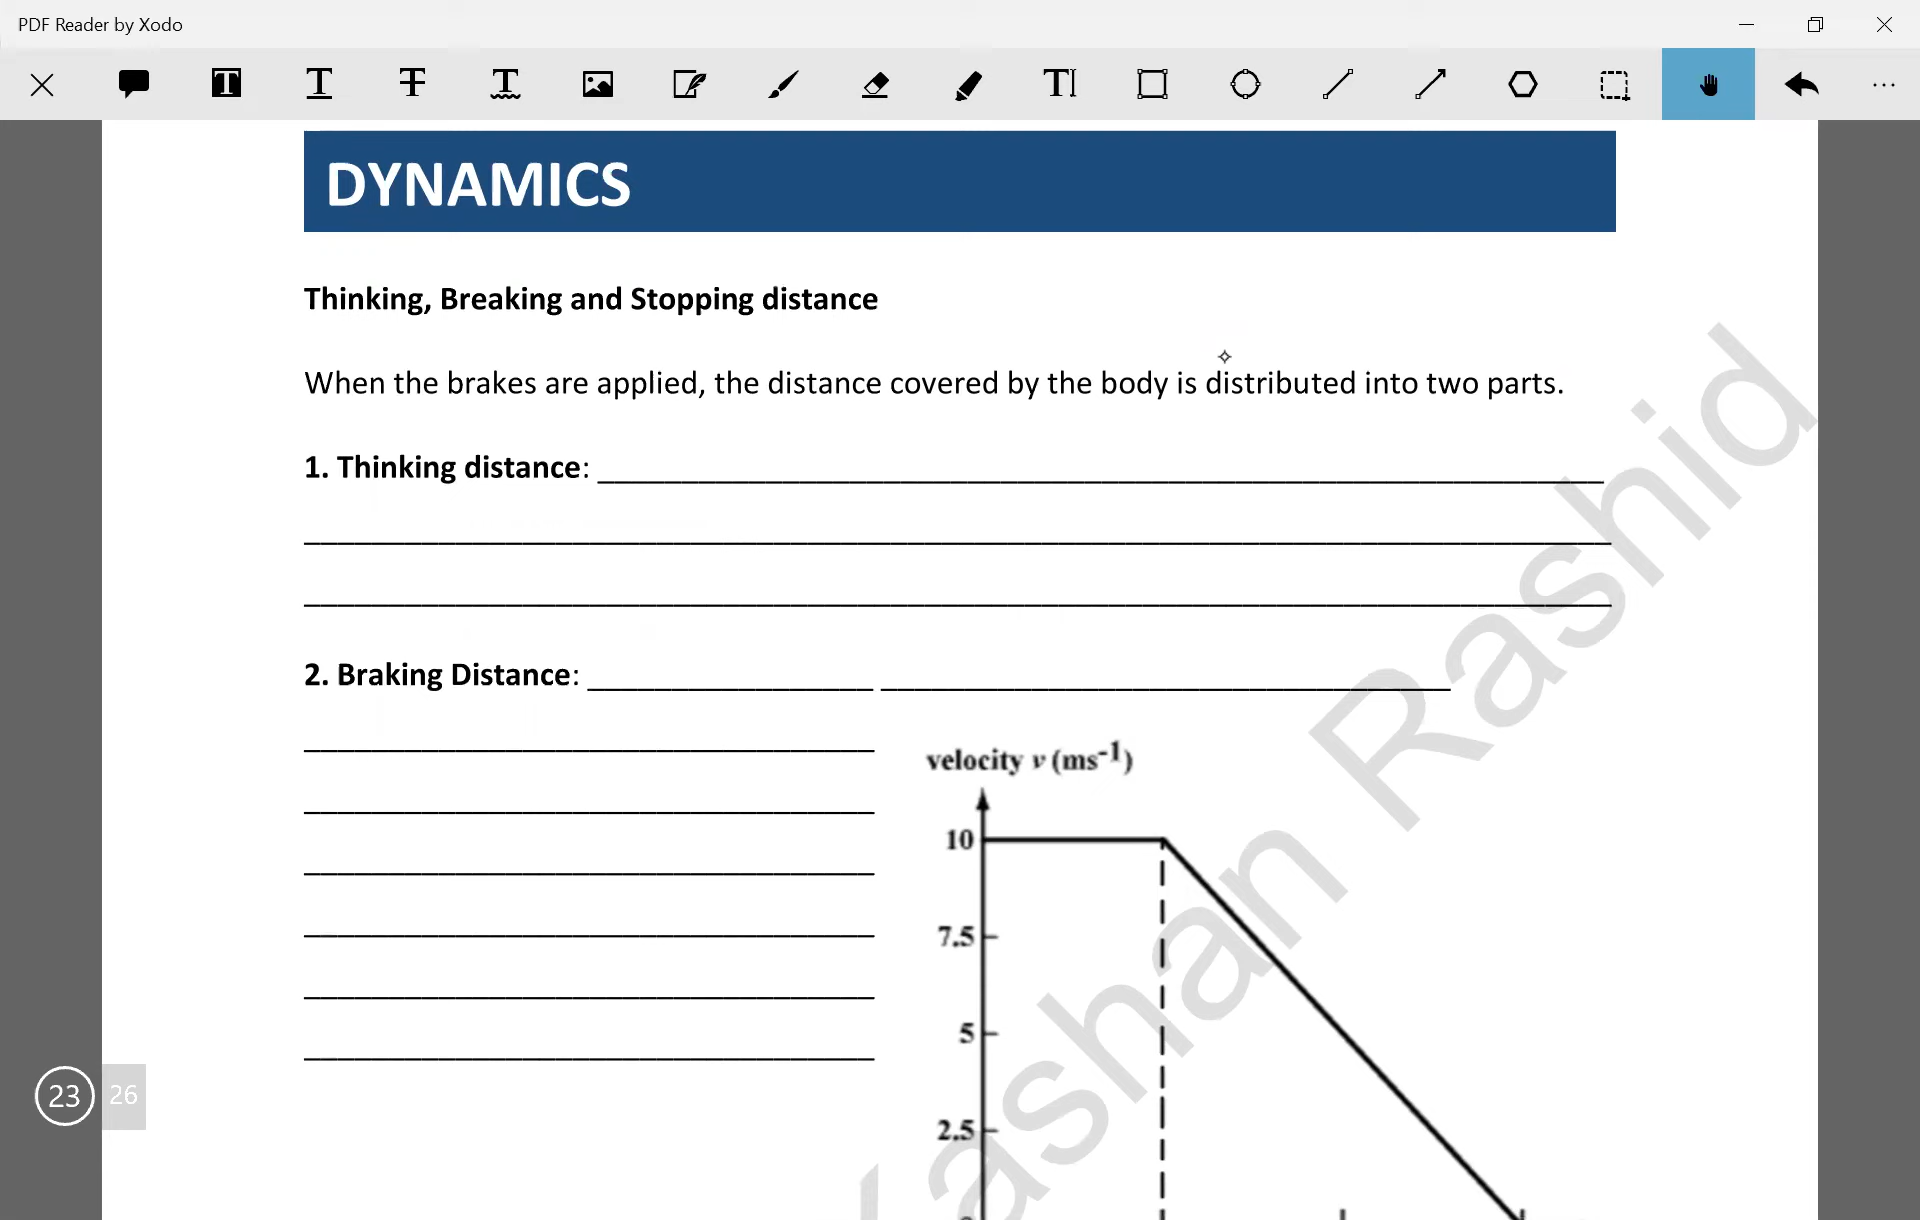 PDF Reader by Xodo
DYNAMICS
Thinking, Breaking and Stopping distance
When the brakes are applied, the distance covered by the body is distributed into two parts.
1. Thinking distance:
2. Braking Distance:
velocity v (ms⁻¹)
10
7.5
5
2.5
23 26
Kashan Rashid